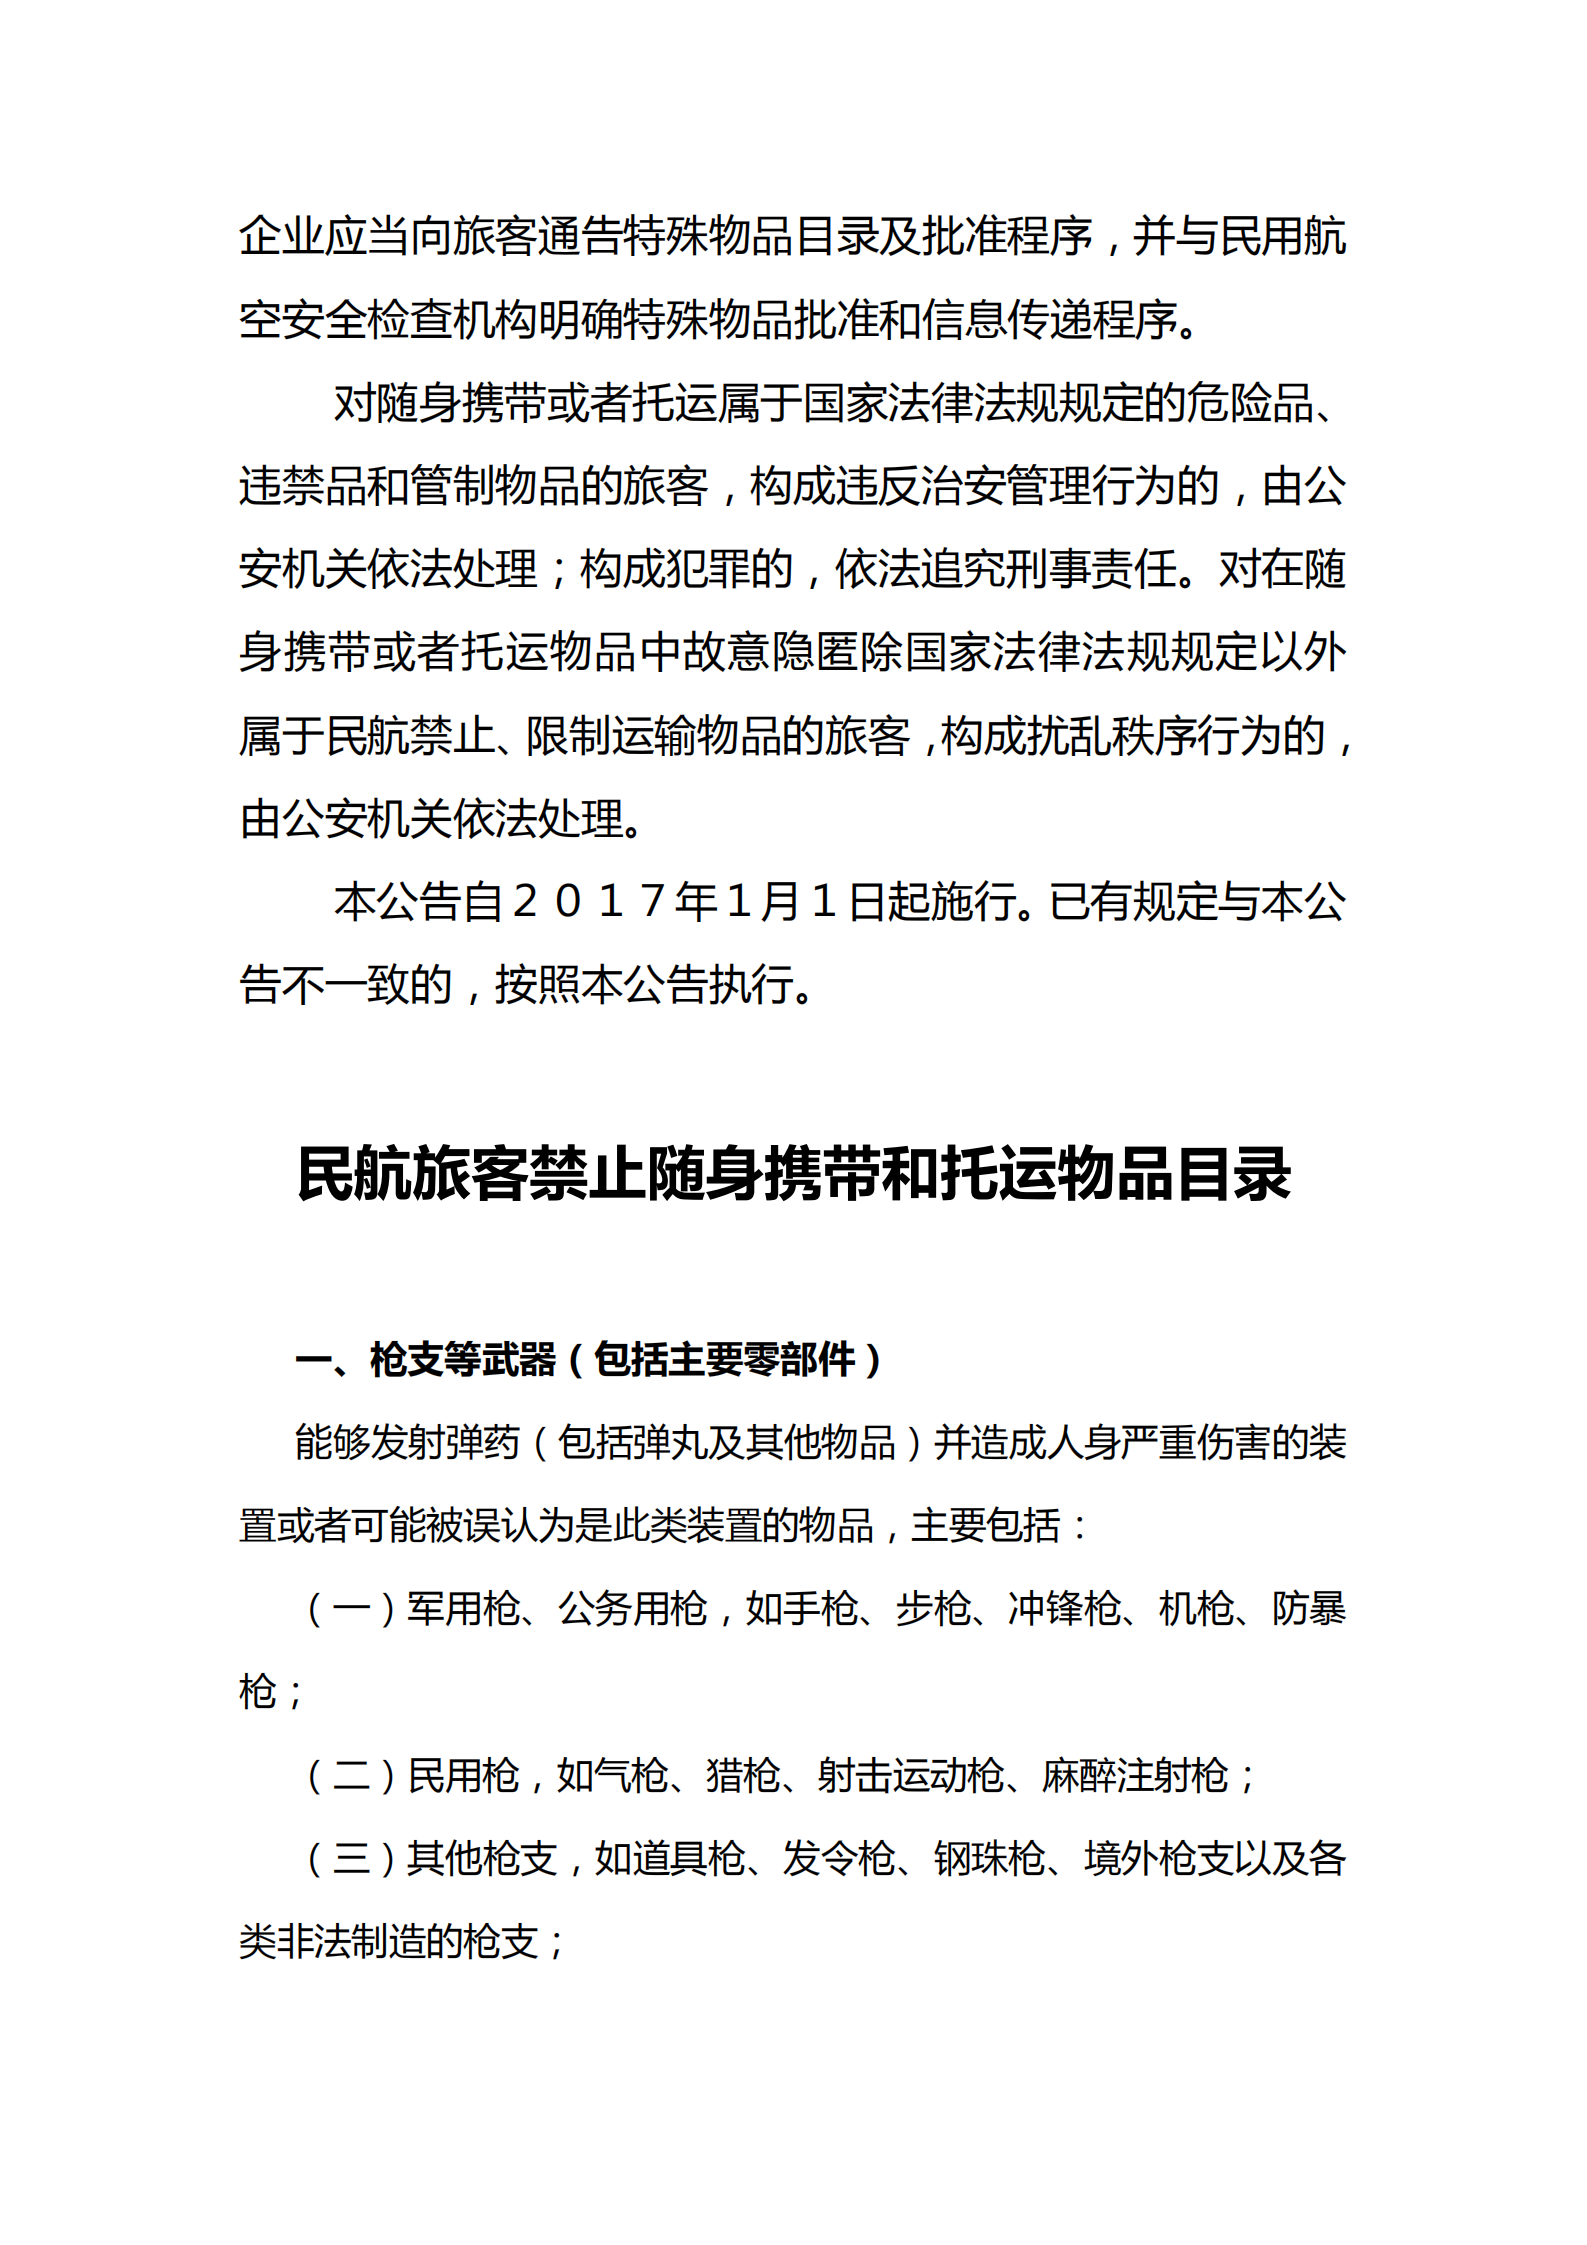 企业应当向旅客通告特殊物品目录及批准程序，并与民用航
空安全检查机构明确特殊物品批准和信息传递程序。
对随身携带或者托运属于国家法律法规规定的危险品、
违禁品和管制物品的旅客，构成违反治安管理行为的，由公
安机关依法处理；构成犯罪的，依法追究刑事责任。对在随
身携带或者托运物品中故意隐匿除国家法律法规规定以外
属于民航禁止、限制运输物品的旅客，构成扰乱秩序行为的，
由公安机关依法处理。
本公告自２０１７年１月１日起施行。已有规定与本公
告不一致的，按照本公告执行。
民航旅客禁止随身携带和托运物品目录
一、枪支等武器（包括主要零部件）
能够发射弹药（包括弹丸及其他物品）并造成人身严重伤害的装
置或者可能被误认为是此类装置的物品，主要包括：
（一）军用枪、公务用枪，如手枪、步枪、冲锋枪、机枪、防暴
枪；
（二）民用枪，如气枪、猎枪、射击运动枪、麻醉注射枪；
（三）其他枪支，如道具枪、发令枪、钢珠枪、境外枪支以及各
类非法制造的枪支；